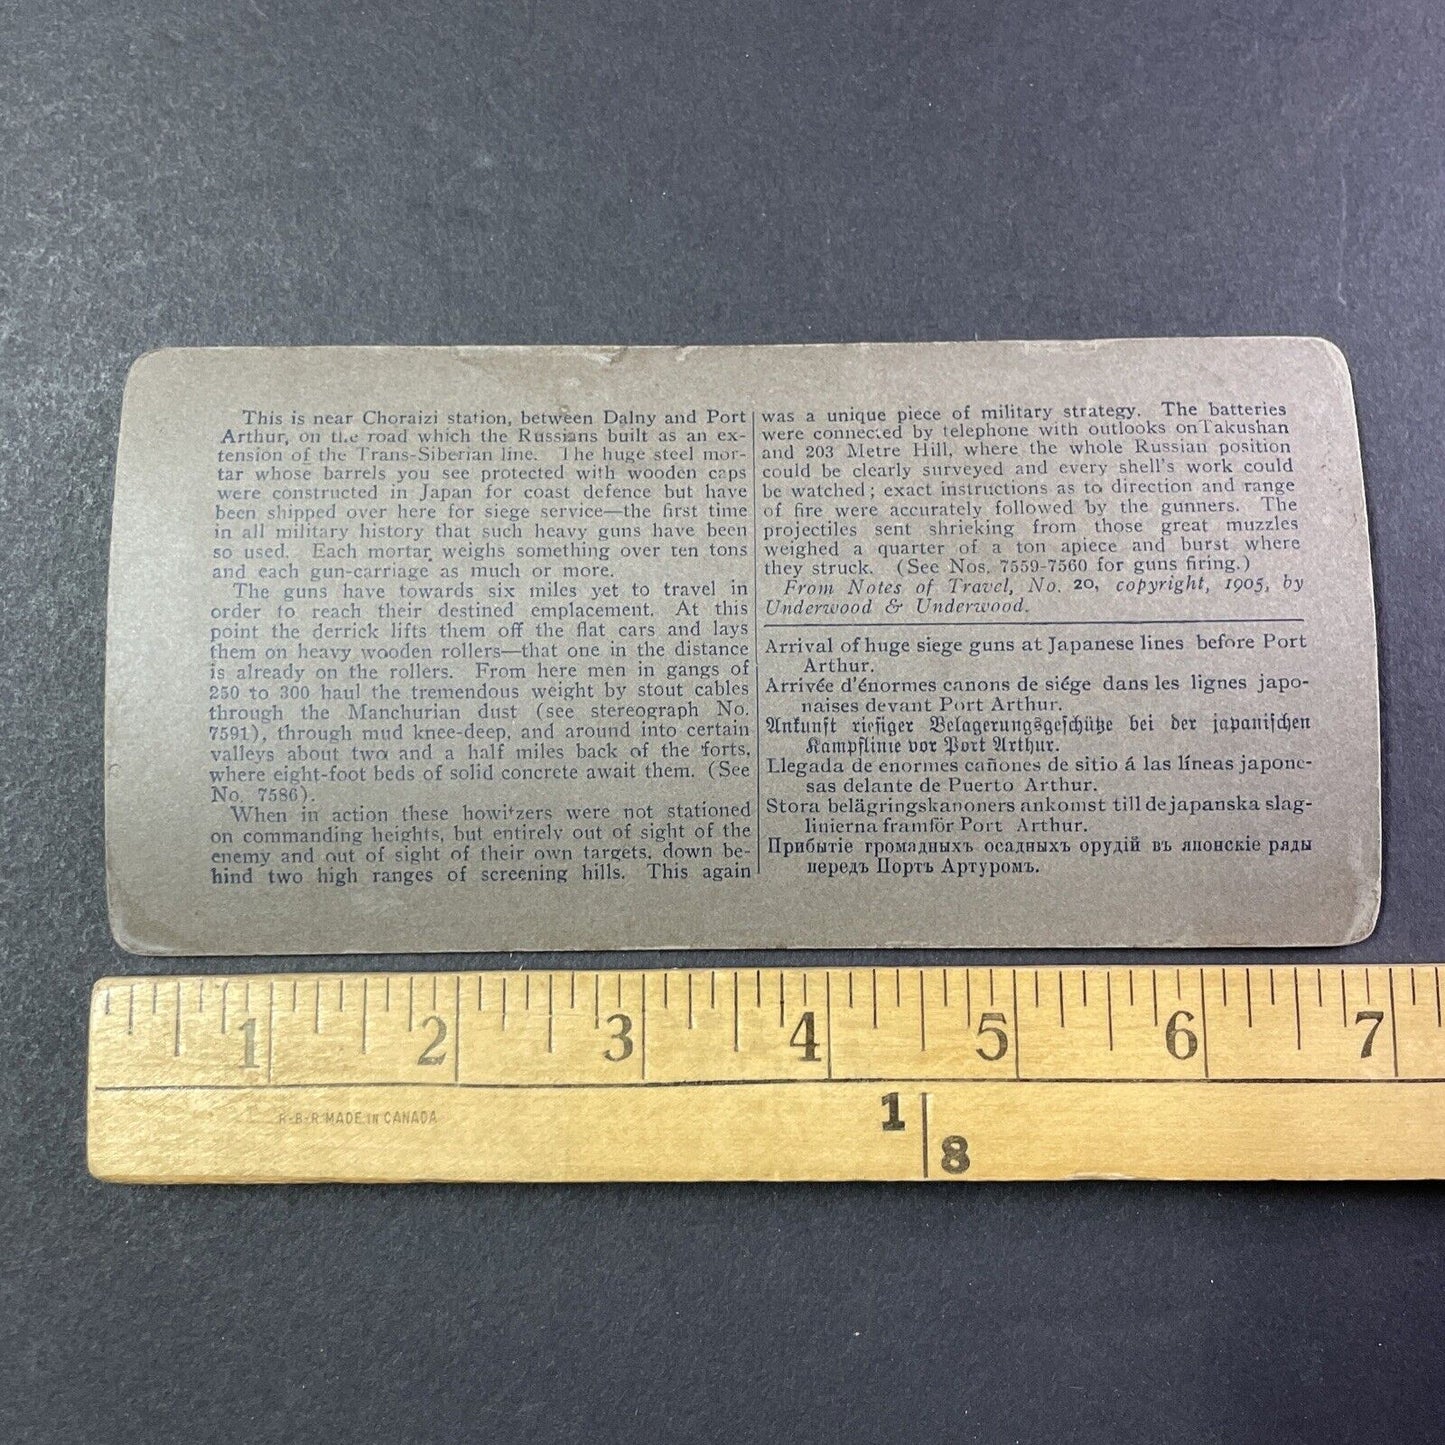 This is near Choraizi station, between Dalny and Port
Arthur, on the road which the Russians built as an ex-
tension of the Trans-Siberian line. The huge steel mor-
tar whose barrels you see protected with wooden caps
were constructed in Japan for coast defence but have
been shipped over here for siege service—the first time
in all military history that such heavy guns have been
so used. Each mortar weighs something over ten tons
and each gun-carriage as much or more.
The guns have towards six miles yet to travel in
order to reach their destined emplacement. At this
point the derrick lifts them off the flat cars and lays
them on heavy wooden rollers—that one in the distance
is already on the rollers. From here men in gangs of
250 to 300 haul the tremendous weight by stout cables
through the Manchurian dust (see stereograph No.
7591), through mud knee-deep, and around into certain
valleys about two and a half miles back of the forts,
where eight-foot beds of solid concrete await them. (See
No. 7586).
When in action these howitzers were not stationed
on commanding heights, but entirely out of sight of the
enemy and out of sight of their own targets, down be-
hind two high ranges of screening hills. This again
was a unique piece of military strategy. The batteries
were connected by telephone with outlooks on Takushan
and 203 Metre Hill, where the whole Russian position
could be clearly surveyed and every shell's work could
be watched; exact instructions as to direction and range
of fire were accurately followed by the gunners. The
projectiles sent shrieking from those great muzzles
weighed a quarter of a ton apiece and burst where
they struck. (See Nos. 7559-7560 for guns firing.)
From Notes of Travel, No. 20, copyright, 1905, by
Underwood & Underwood.
Arrival of huge siege guns at Japanese lines before Port
Arthur.
Arrivée d'énormes canons de siége dans les lignes japo-
naises devant Port Arthur.
Ankunft riesiger Belagerungsgeschütze bei der japanischen
Kampflinie vor Port Arthur.
Llegada de enormes cañones de sitio á las líneas japone-
sas delante de Puerto Arthur.
Stora belägringskanoners ankomst till de japanska slag-
linierna framför Port Arthur.
Прибытіе громадныхъ осадныхъ орудій въ японскіе ряды
передъ Портъ Артуромъ.
1 2 3 4 5 6 7
R-B-R MADE IN CANADA
1
8